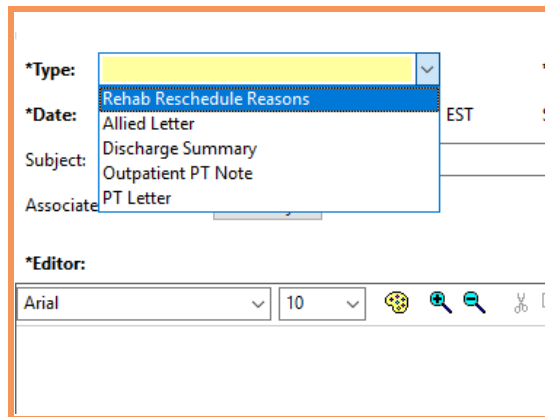 *Type:
Rehab Reschedule Reasons
*Date:
EST
Allied Letter
Discharge Summary
Subject:
Outpatient PT Note
Associate
PT Letter
*Editor:
Arial 10